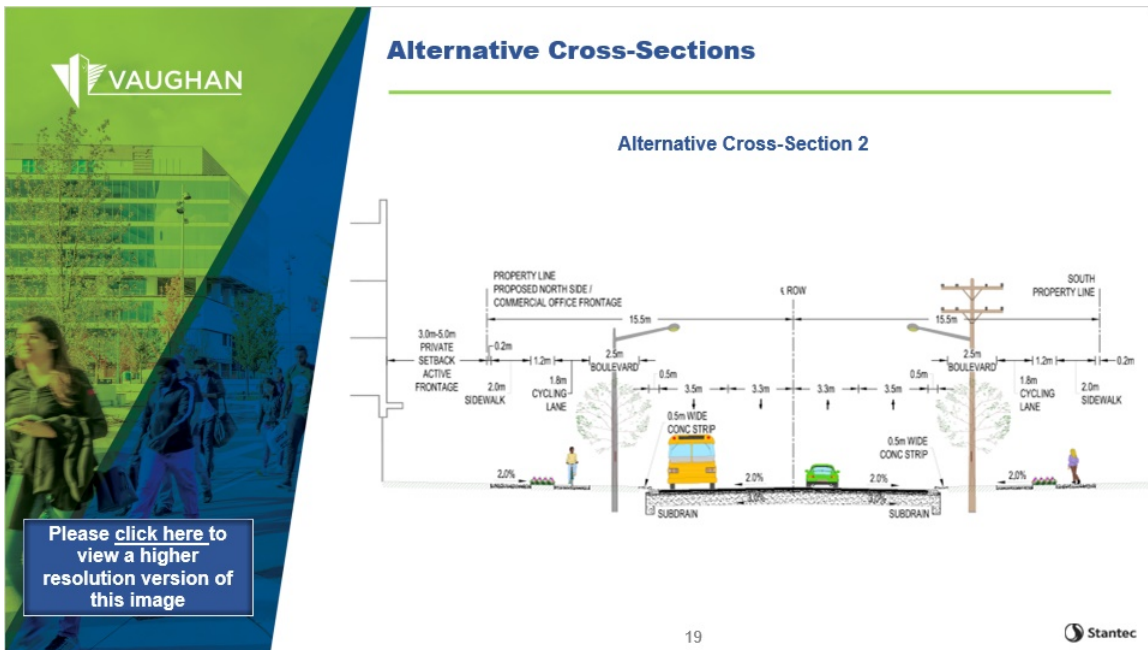 VAUGHAN
Alternative Cross-Sections
Alternative Cross-Section 2
PROPERTY LINE
PROPOSED NORTH SIDE /
COMMERCIAL OFFICE FRONTAGE
℄ ROW
SOUTH
PROPERTY LINE
15.5m
15.5m
3.0m-5.0m
PRIVATE
SETBACK
ACTIVE
FRONTAGE
0.2m
2.0m
SIDEWALK
1.2m
1.8m
CYCLING
LANE
2.5m
BOULEVARD
0.5m
3.5m
3.3m
3.3m
3.5m
0.5m
2.5m
BOULEVARD
1.8m
CYCLING
LANE
1.2m
2.0m
SIDEWALK
0.2m
0.5m WIDE
CONC STRIP
0.5m WIDE
CONC STRIP
2.0%
2.0%
2.0%
2.0%
3.0%
3.0%
SUBDRAIN
SUBDRAIN
Please click here to
view a higher
resolution version of
this image
19
Stantec